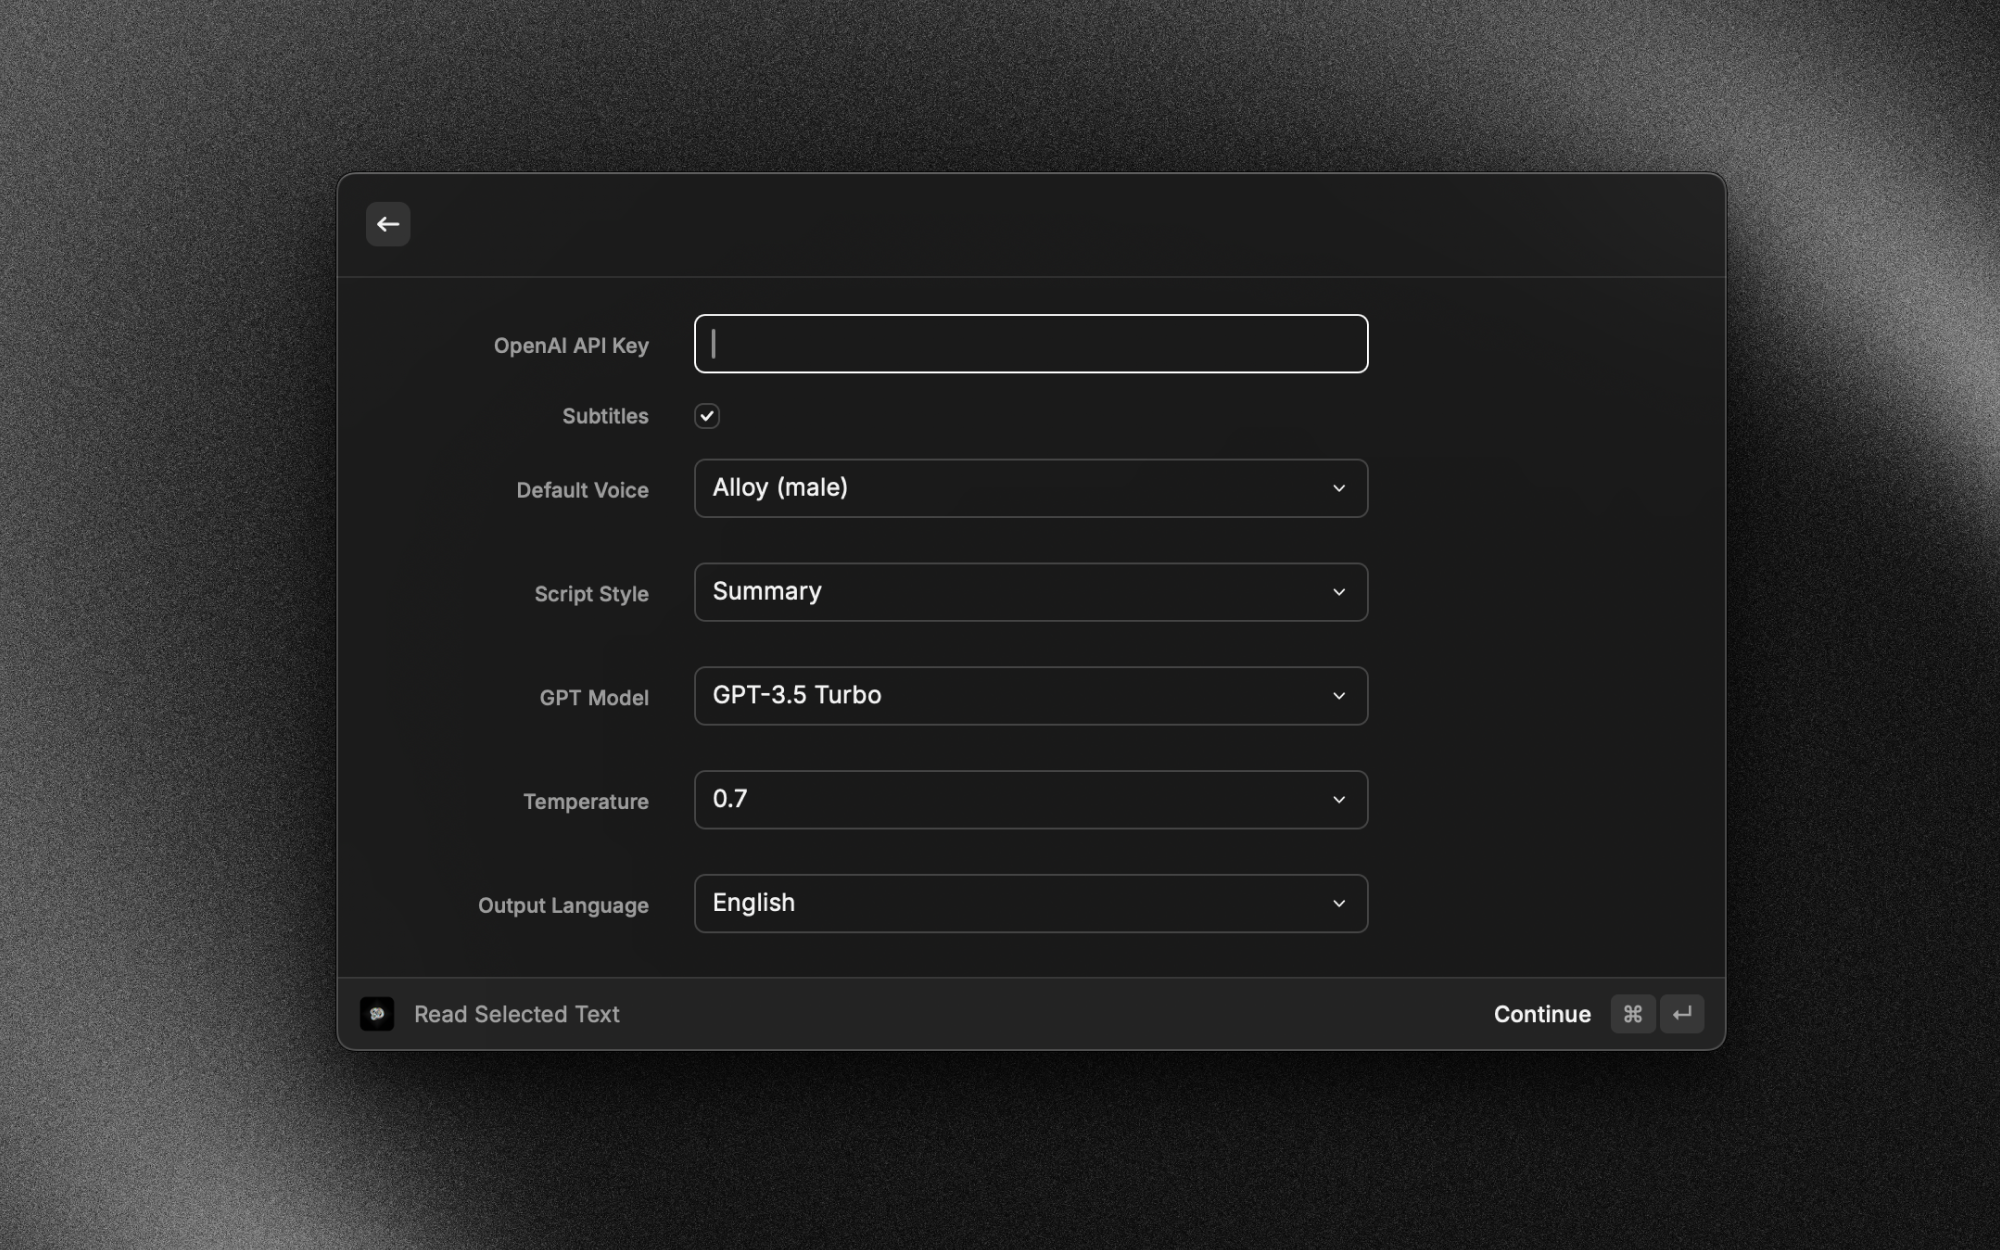 OpenAI API Key
Subtitles
Default Voice
Alloy (male)
Script Style
Summary
GPT Model
GPT-3.5 Turbo
Temperature
0.7
Output Language
English
Read Selected Text
Continue ⌘ ↵